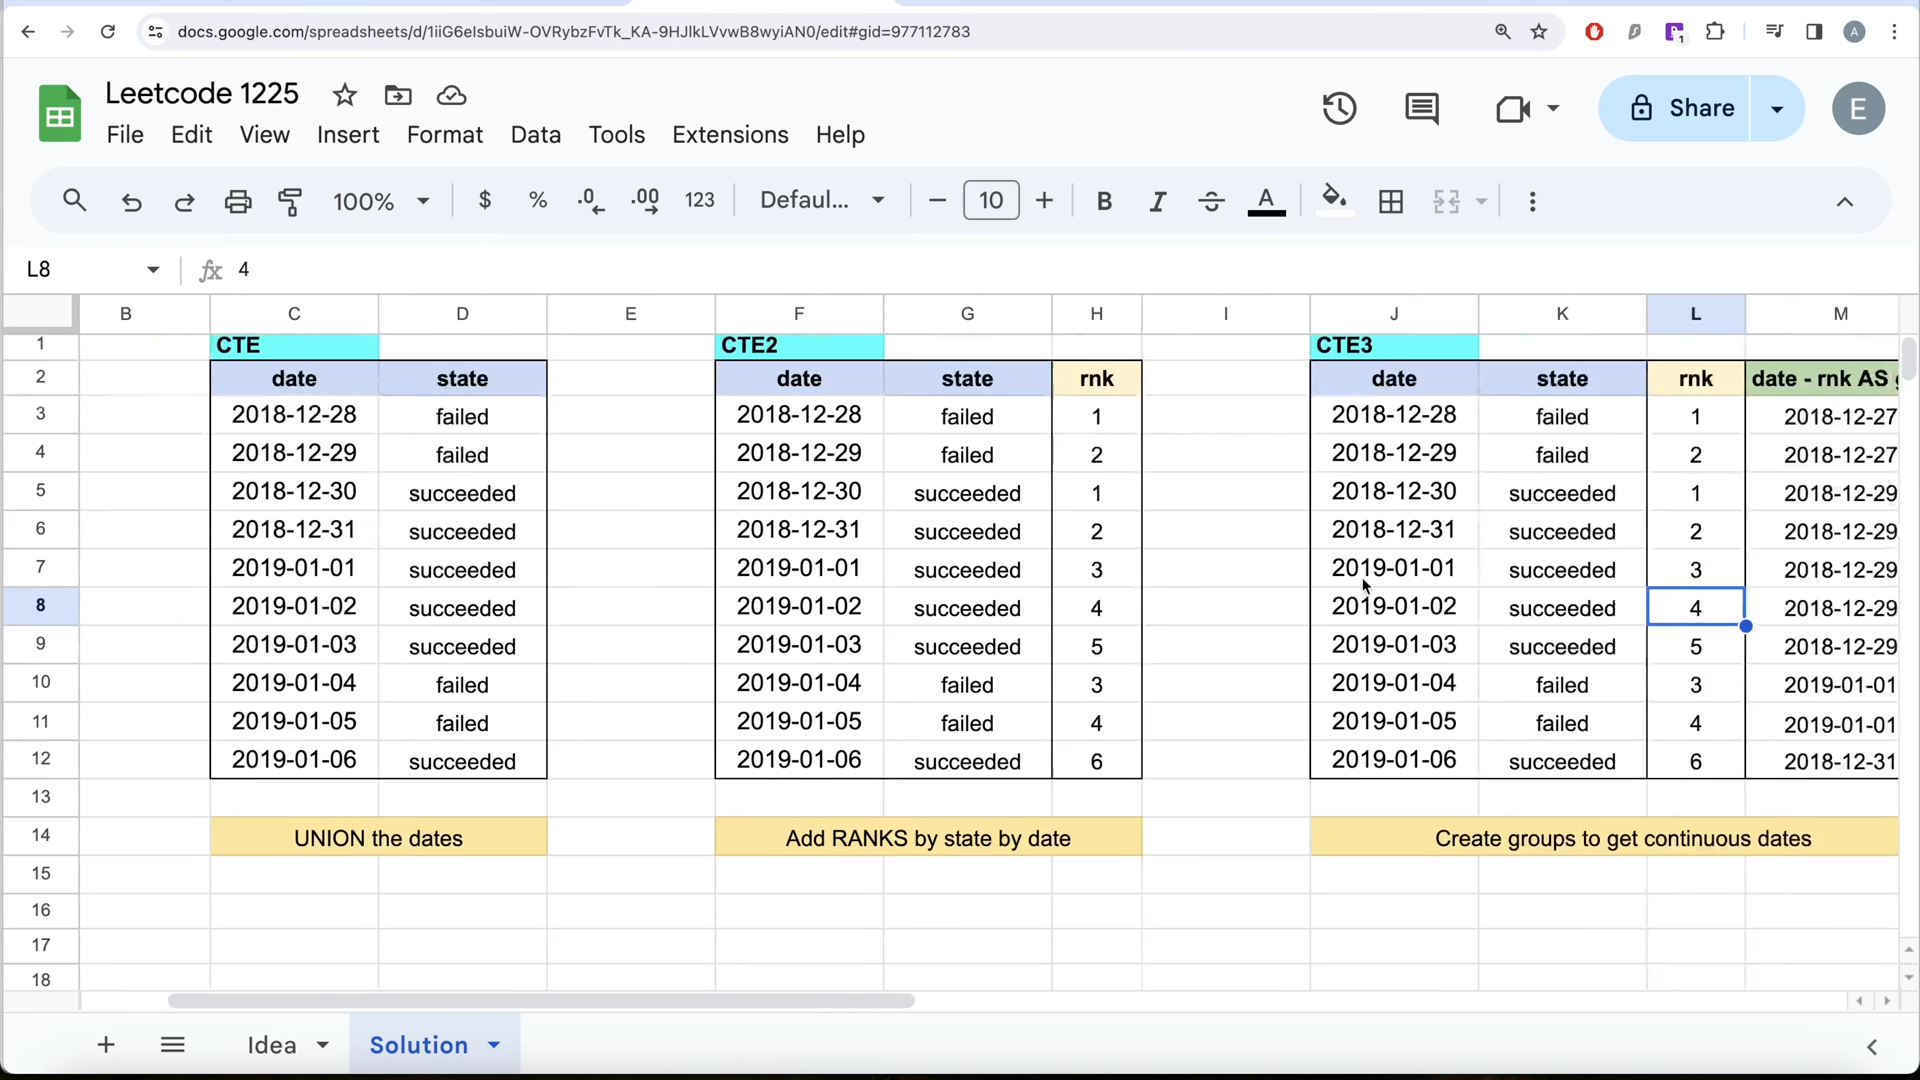 docs.google.com/spreadsheets/d/1iiG6eIsbuiW-OVRybzFvTk_KA-9HJlkLVvwB8wyiAN0/edit#gid=977112783
1
A
Leetcode 1225
File Edit View Insert Format Data Tools Extensions Help
Share
E
100% $ % .0 .00 123 Defaul... 10 B I S A
L8 fx 4
B C D E F G H I J K L M
1 CTE CTE2 CTE3
2 date state date state rnk date state rnk date - rnk AS
3 2018-12-28 failed 2018-12-28 failed 1 2018-12-28 failed 1 2018-12-27
4 2018-12-29 failed 2018-12-29 failed 2 2018-12-29 failed 2 2018-12-27
5 2018-12-30 succeeded 2018-12-30 succeeded 1 2018-12-30 succeeded 1 2018-12-29
6 2018-12-31 succeeded 2018-12-31 succeeded 2 2018-12-31 succeeded 2 2018-12-29
7 2019-01-01 succeeded 2019-01-01 succeeded 3 2019-01-01 succeeded 3 2018-12-29
8 2019-01-02 succeeded 2019-01-02 succeeded 4 2019-01-02 succeeded 4 2018-12-29
9 2019-01-03 succeeded 2019-01-03 succeeded 5 2019-01-03 succeeded 5 2018-12-29
10 2019-01-04 failed 2019-01-04 failed 3 2019-01-04 failed 3 2019-01-01
11 2019-01-05 failed 2019-01-05 failed 4 2019-01-05 failed 4 2019-01-01
12 2019-01-06 succeeded 2019-01-06 succeeded 6 2019-01-06 succeeded 6 2018-12-31
13
14 UNION the dates Add RANKS by state by date Create groups to get continuous dates
15
16
17
18
Idea Solution